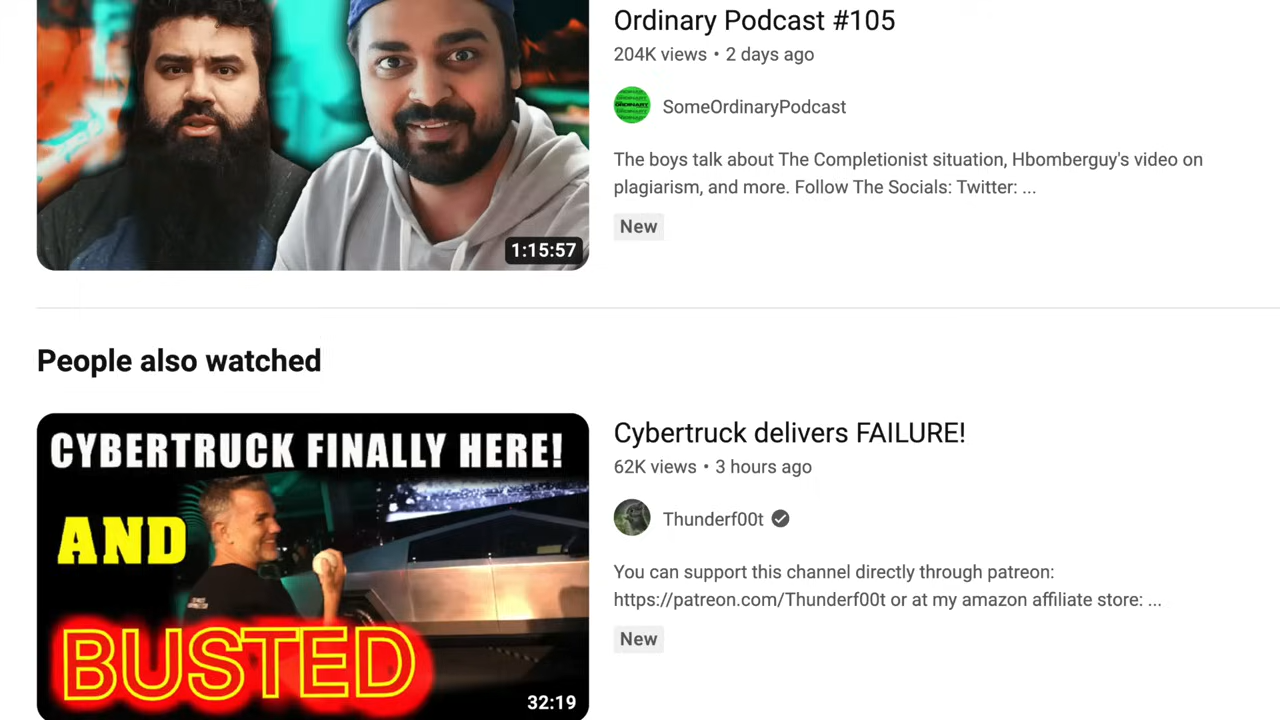 Ordinary Podcast #105
204K views • 2 days ago
SomeOrdinaryPodcast
The boys talk about The Completionist situation, Hbomberguy's video on
plagiarism, and more. Follow The Socials: Twitter: ...
New
1:15:57
People also watched
CYBERTRUCK FINALLY HERE!
AND
BUSTED
32:19
Cybertruck delivers FAILURE!
62K views • 3 hours ago
Thunderf00t
You can support this channel directly through patreon:
https://patreon.com/Thunderf00t or at my amazon affiliate store: ...
New